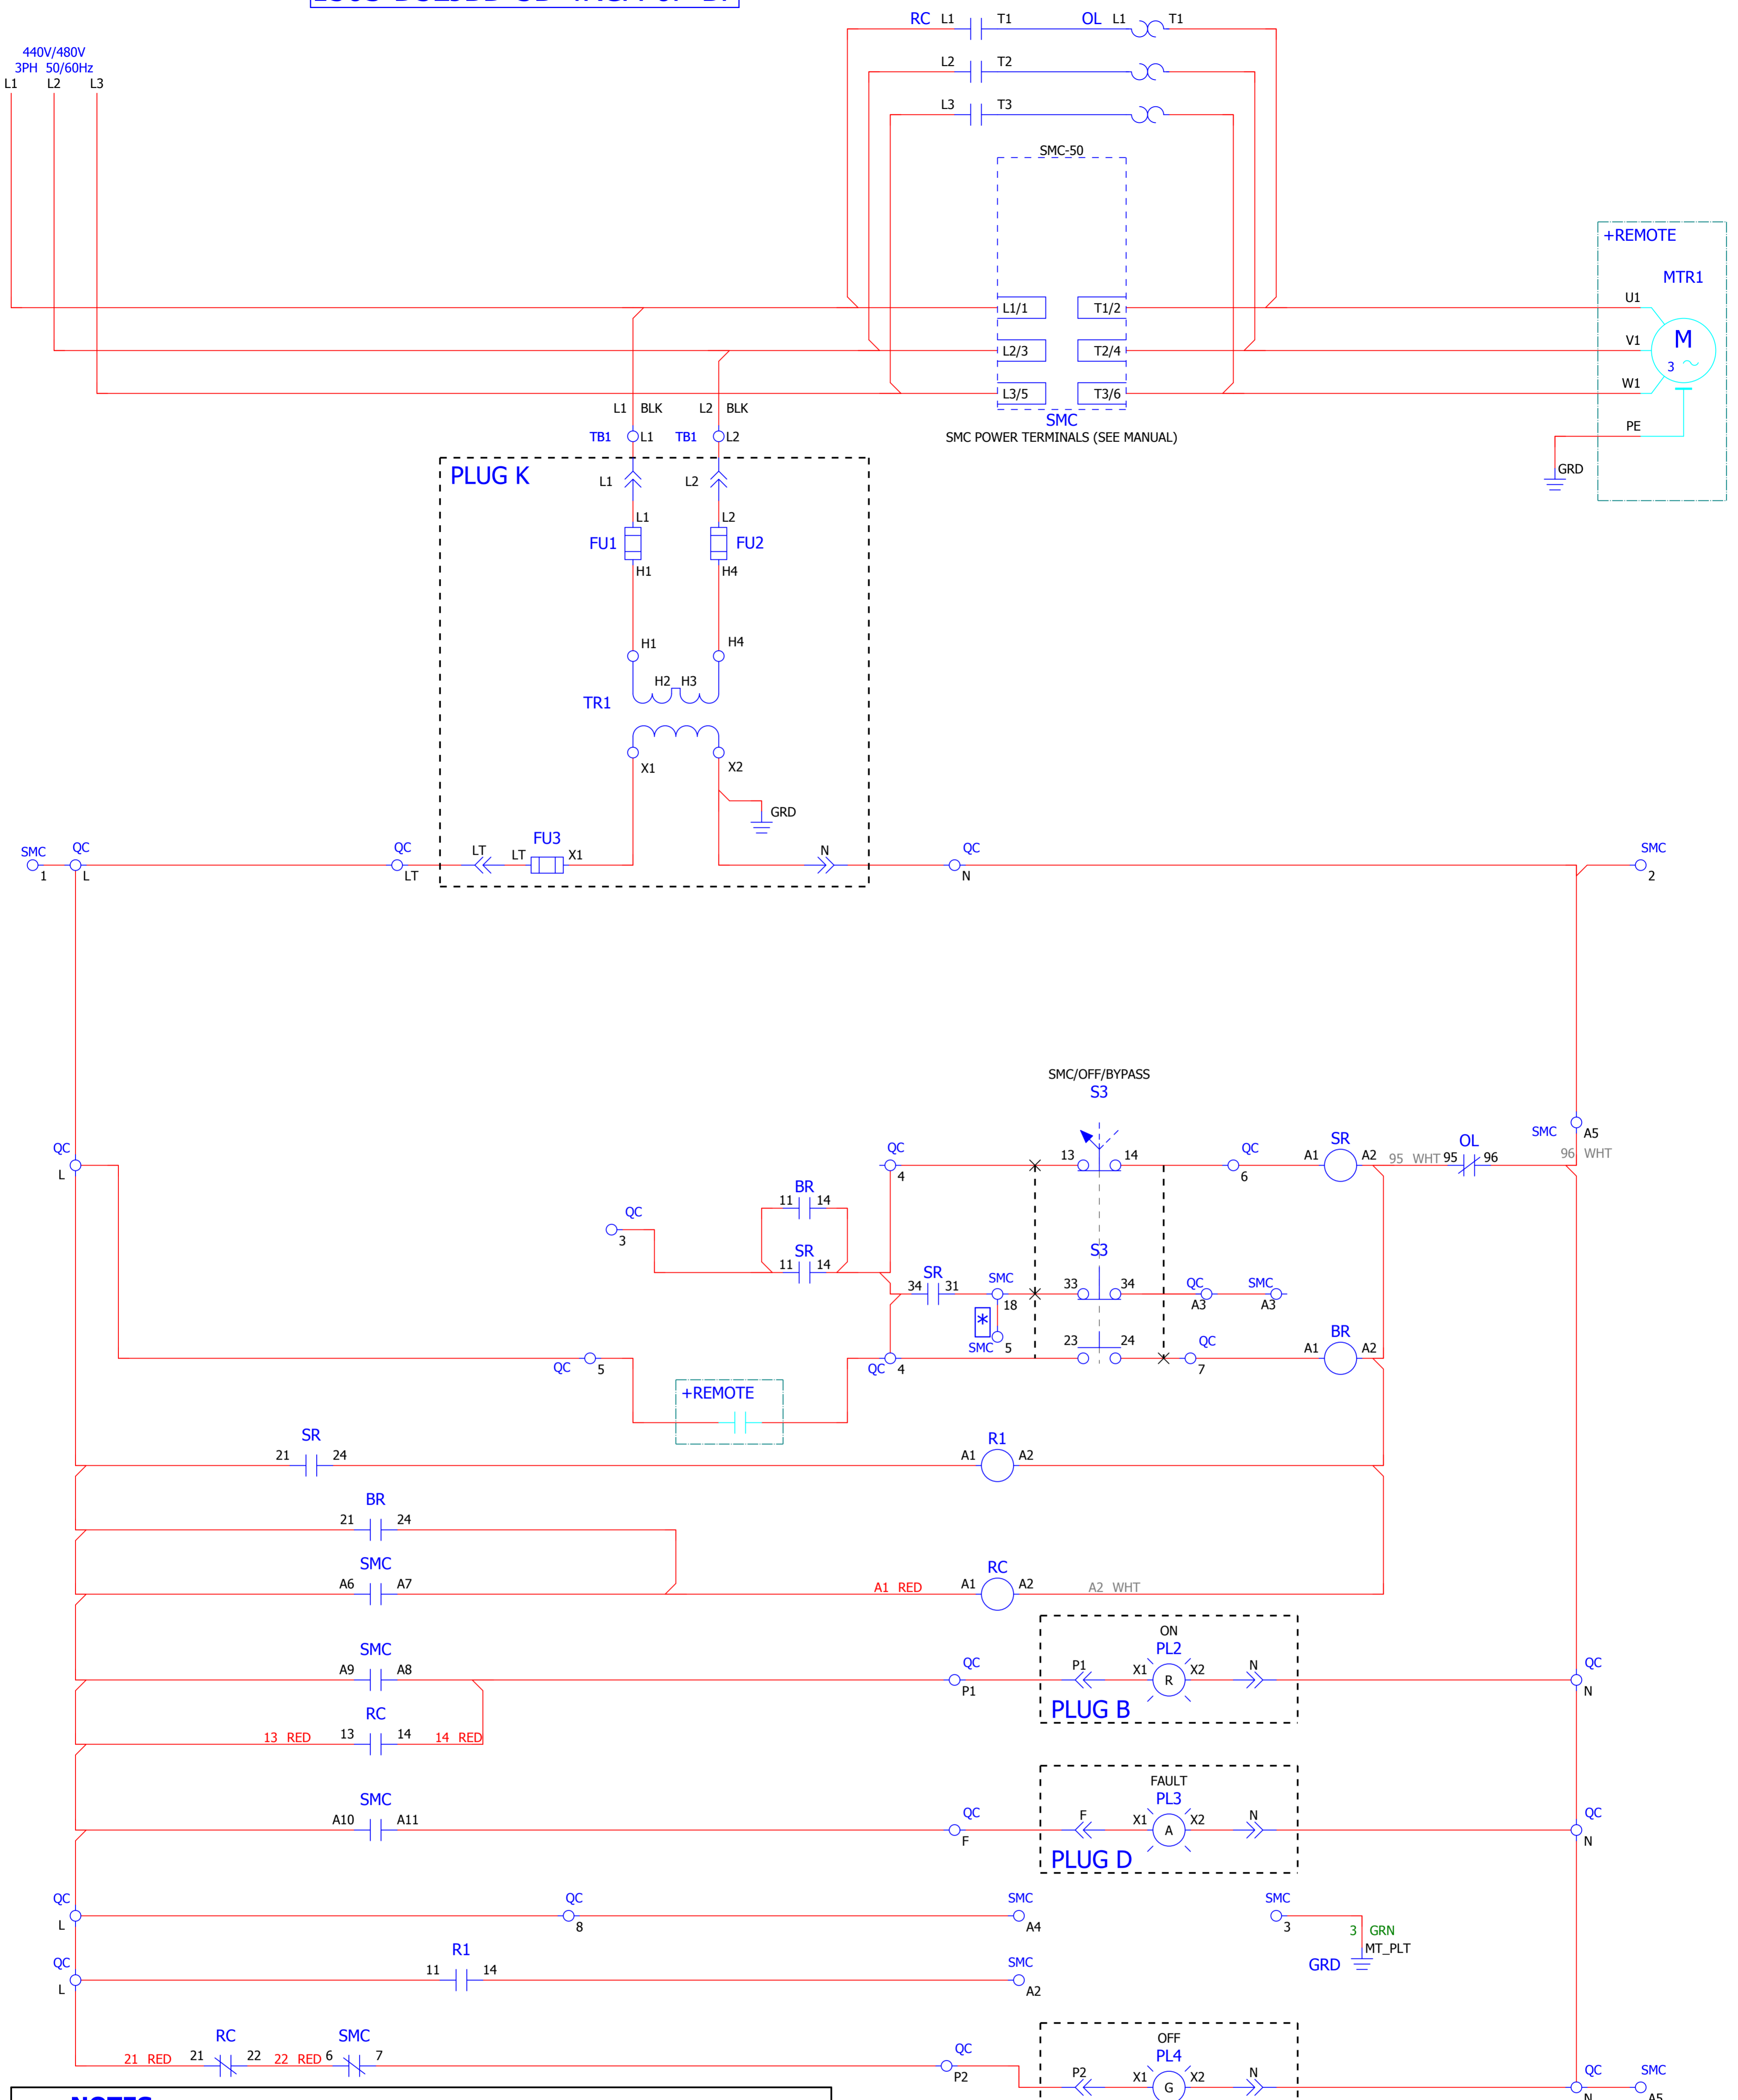 RC L1 T1 OL L1 T1
440V/480V
3PH 50/60Hz
L1 L2 L3
L2 T2
L3 T3
SMC-50
+REMOTE
MTR1
L1/1 T1/2 U1
L2/3 T2/4 V1 M
3
L3/5 T3/6 W1
L1 BLK L2 BLK
SMC
PE
TB1 L1 TB1 L2
SMC POWER TERMINALS (SEE MANUAL)
PLUG K
L1 L2
GRD
L1 L2
FU1 FU2
H1 H4
H1 H4
H2 H3
TR1
X1 X2
GRD
SMC QC QC LT LT FU3 X1 N QC SMC
1 L LT N 2
SMC/OFF/BYPASS
S3
SMC A5
QC QC 13 14 QC SR OL
L 4 6 A1 A2 95 WHT 95 96 96 WHT
BR
11 14
QC
3
SR
11 14
S3
SR
34 31 SMC 33 34 QC SMC
18 A3 A3
*
SMC 5
23 24 QC BR
QC 5 QC 4 7 A1 A2
+REMOTE
SR R1
21 24 A1 A2
BR
21 24
SMC RC
A6 A7 A1 RED A1 A2 A2 WHT
ON
SMC QC PL2 QC
A9 A8 P1 P1 X1 R X2 N N
PLUG B
RC
13 RED 13 14 14 RED
FAULT
SMC QC PL3 QC
A10 A11 F F X1 A X2 N N
PLUG D
QC QC SMC SMC
L 8 A4 3
3 GRN
MT_PLT
GRD
QC R1 SMC
L 11 14 A2
OFF
RC SMC QC PL4 QC SMC
21 RED 21 22 22 RED 6 7 P2 P2 X1 G X2 N